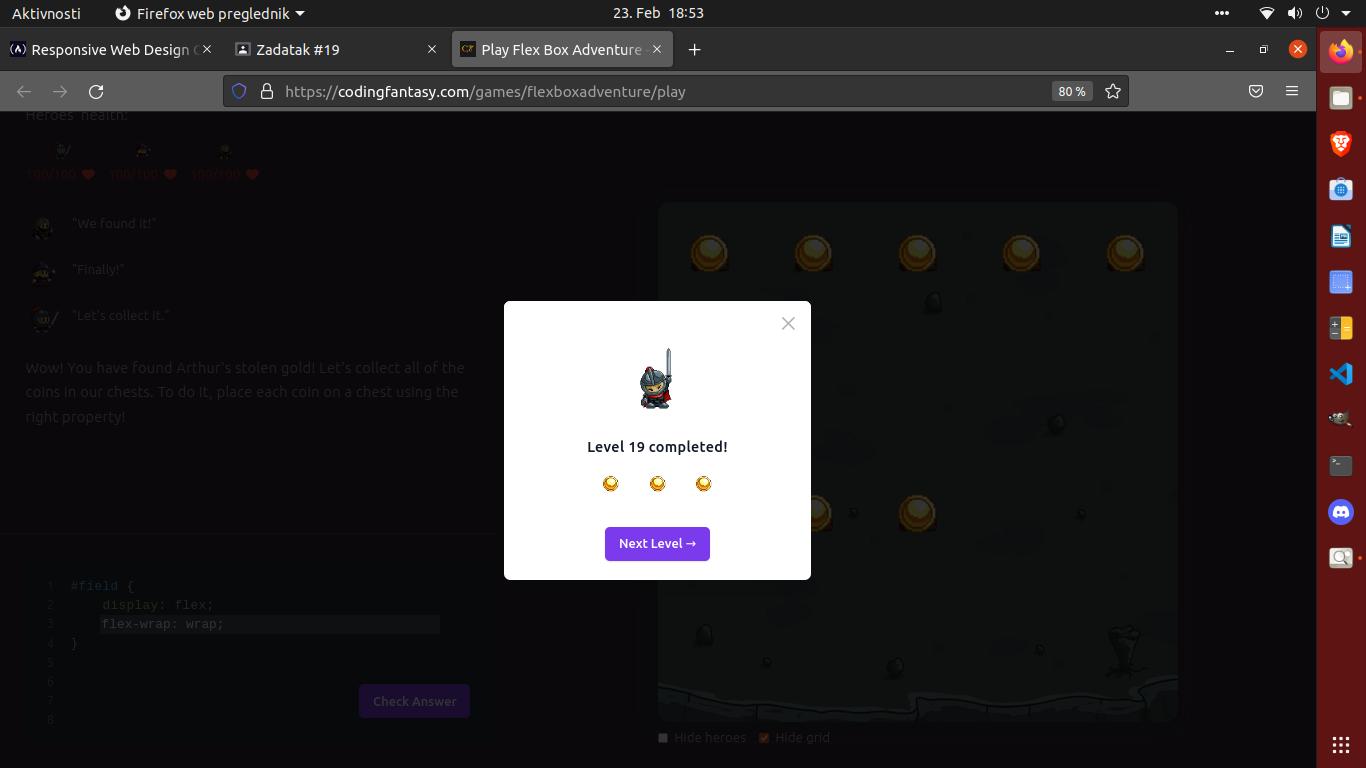 Aktivnosti
Firefox web preglednik
23. Feb 18:53
Responsive Web Design
Zadatak #19
Play Flex Box Adventure
https://codingfantasy.com/games/flexboxadventure/play
80 %
Heroes' health:
100/100 100/100 100/100
"We found it!"
"Finally!"
"Let's collect it."
Wow! You have found Arthur's stolen gold! Let's collect all of the
coins in our chests. To do it, place each coin on a chest using the
right property!
Level 19 completed!
Next Level →
1 #field {
2 display: flex;
3 flex-wrap: wrap;
4 }
5
6
7
8
Check Answer
Hide heroes Hide grid